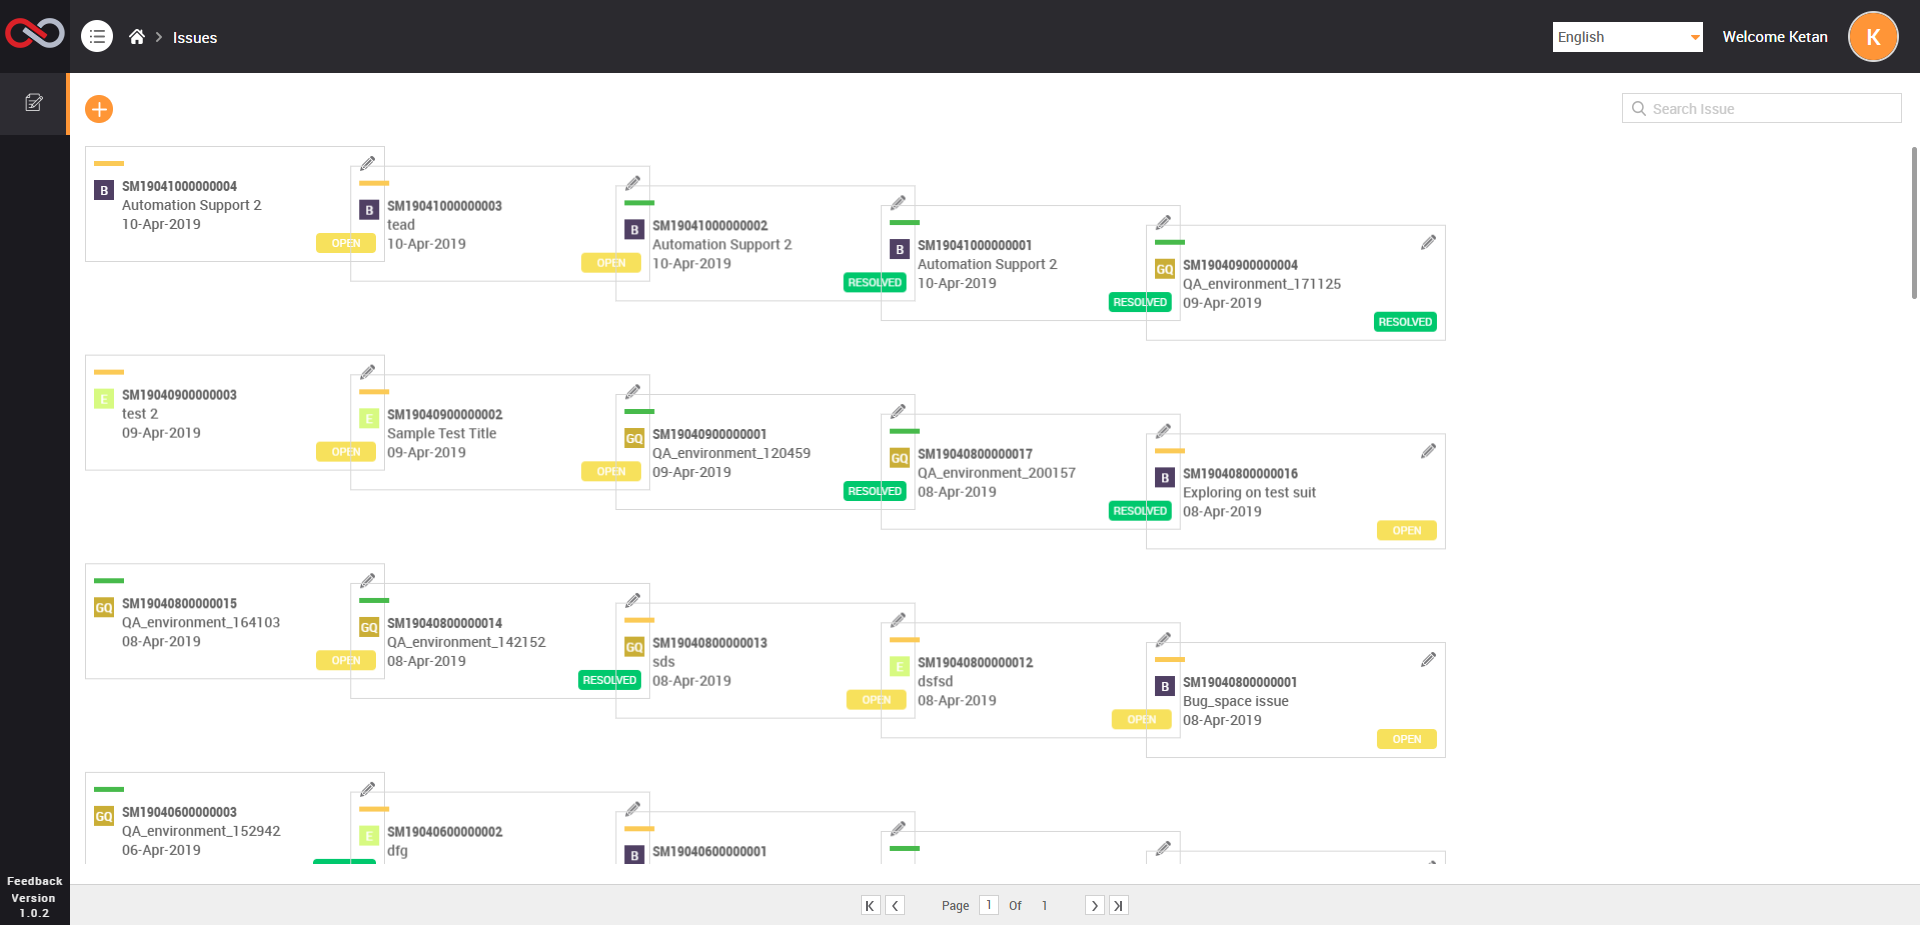 Issues
English
Welcome Ketan
K
Search Issue
B
SM19041000000004
Automation Support 2
10-Apr-2019
OPEN
B
SM19041000000003
tead
10-Apr-2019
OPEN
B
SM19041000000002
Automation Support 2
10-Apr-2019
RESOLVED
B
SM19041000000001
Automation Support 2
10-Apr-2019
RESOLVED
GQ
SM19040900000004
QA_environment_171125
09-Apr-2019
RESOLVED
E
SM19040900000003
test 2
09-Apr-2019
OPEN
E
SM19040900000002
Sample Test Title
09-Apr-2019
OPEN
GQ
SM19040900000001
QA_environment_120459
09-Apr-2019
RESOLVED
GQ
SM19040800000017
QA_environment_200157
08-Apr-2019
RESOLVED
B
SM19040800000016
Exploring on test suit
08-Apr-2019
OPEN
GQ
SM19040800000015
QA_environment_164103
08-Apr-2019
OPEN
GQ
SM19040800000014
QA_environment_142152
08-Apr-2019
RESOLVED
GQ
SM19040800000013
sds
08-Apr-2019
OPEN
E
SM19040800000012
dsfsd
08-Apr-2019
OPEN
B
SM19040800000001
Bug_space issue
08-Apr-2019
OPEN
GQ
SM19040600000003
QA_environment_152942
06-Apr-2019
E
SM19040600000002
dfg
B
SM19040600000001
Feedback
Version
1.0.2
Page 1 Of 1